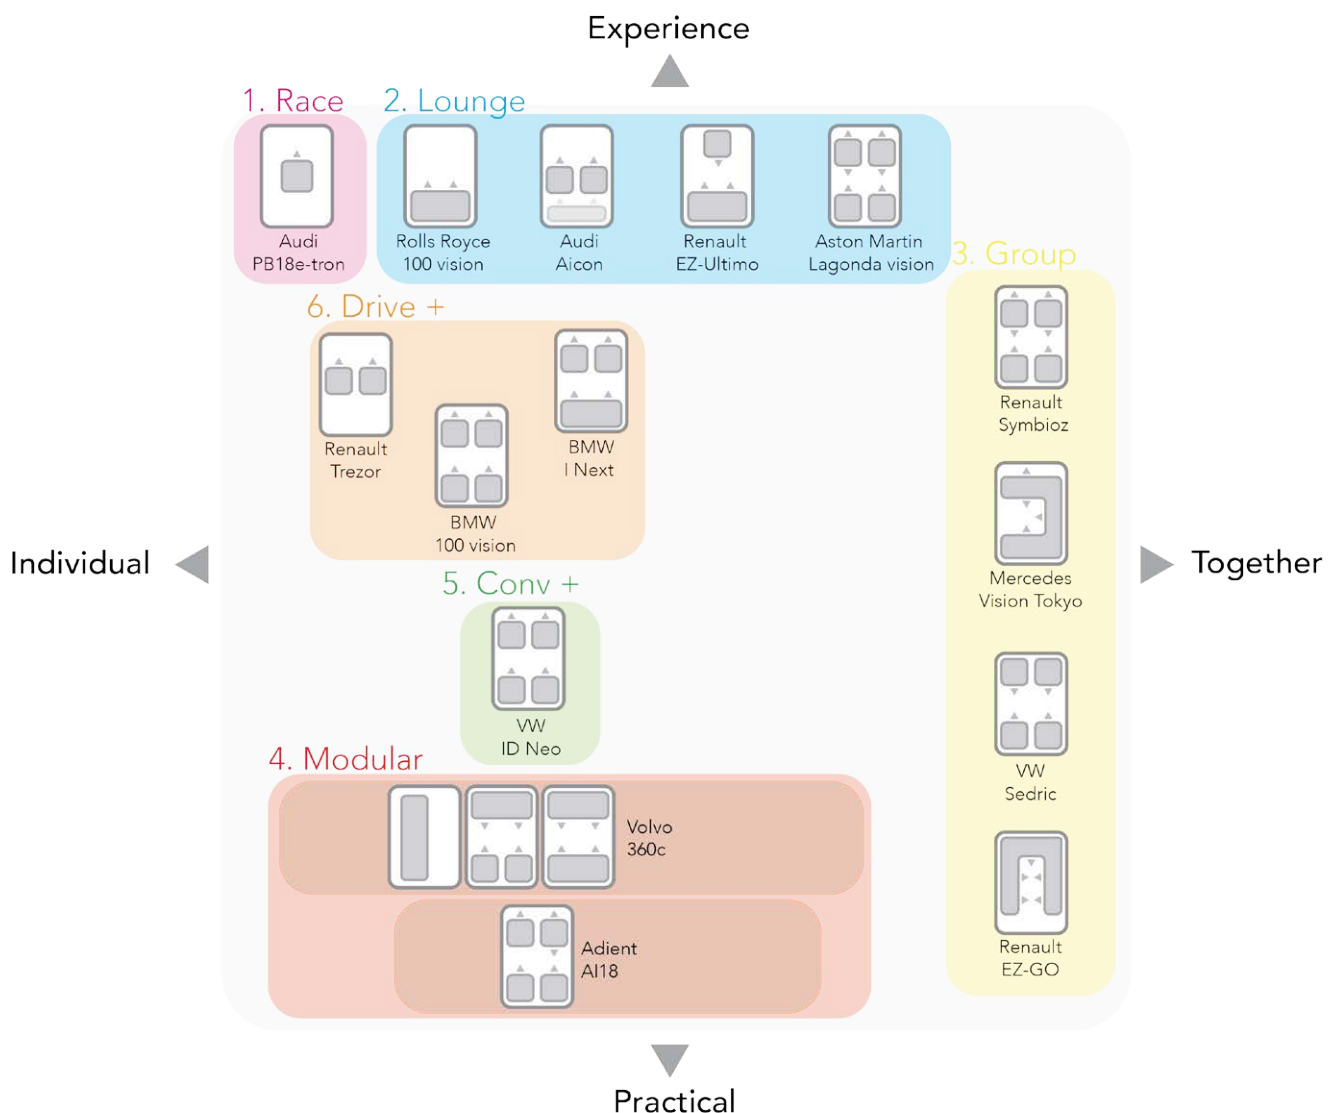 Experience
1. Race
2. Lounge
Audi
PB18e-tron
Rolls Royce
100 vision
Audi
Aicon
Renault
EZ-Ultimo
Aston Martin
Lagonda vision
3. Group
Renault
Symbioz
Mercedes
Vision Tokyo
VW
Sedric
Renault
EZ-GO
6. Drive +
Renault
Trezor
BMW
100 vision
BMW
I Next
Individual
Together
5. Conv +
VW
ID Neo
4. Modular
Volvo
360c
Adient
AI18
Practical